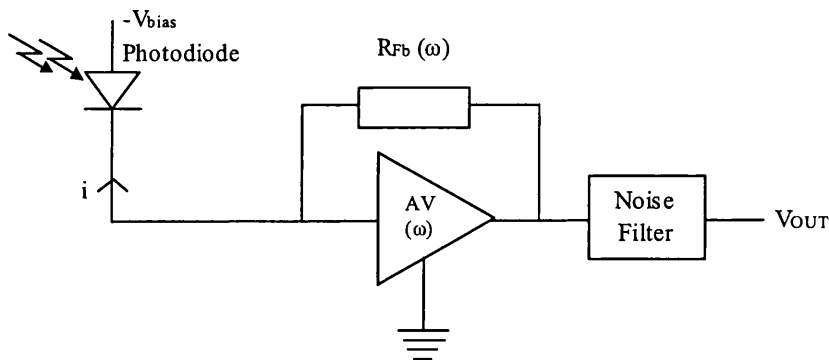 -Vbias
Photodiode
RFb (ω)
i
AV
(ω)
Noise
Filter
VOUT